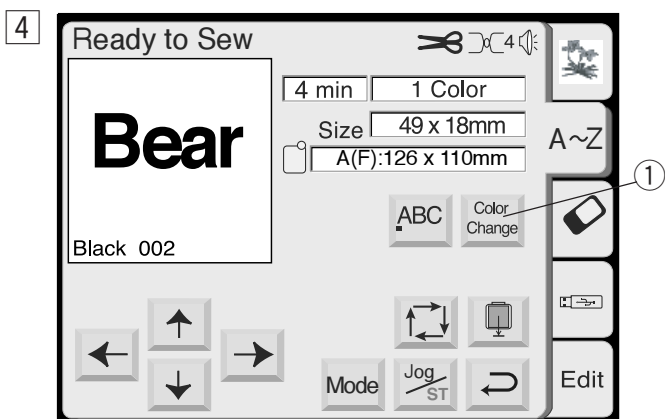 4
Ready to Sew
4
4 min
1 Color
Bear
Size
49 x 18mm
A(F):126 x 110mm
A~Z
1
ABC
Color
Change
Black 002
Mode
Jog
ST
Edit